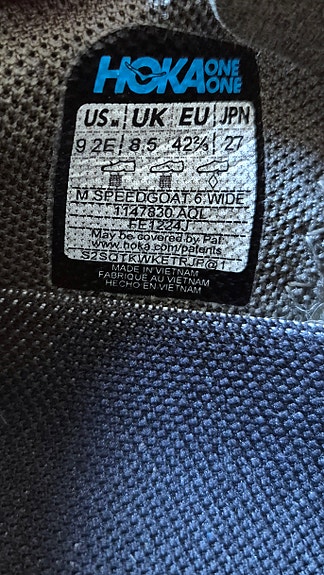 HOKA ONE ONE
US. UK EU JPN
9 2E 8.5 42⅔ 27
M SPEEDGOAT 6 WIDE
1147830 AQL
FE1224J
May be covered by Pat.
www.hoka.com/patents
S2SQTKWKETRJF@T
MADE IN VIETNAM
FABRIQUE AU VIETNAM
HECHO EN VIETNAM